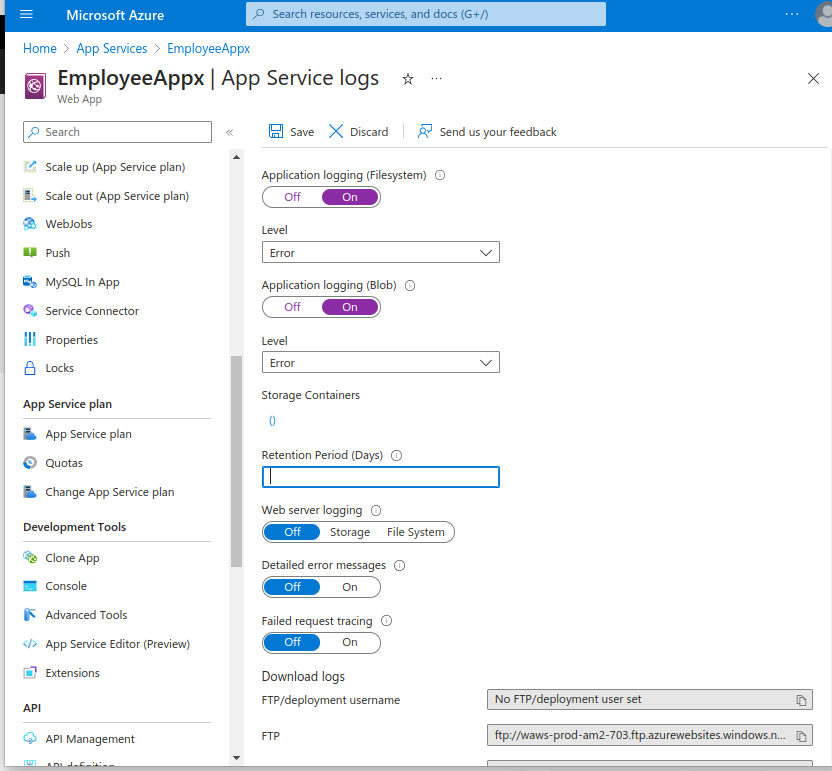 Microsoft Azure
Search resources, services, and docs (G+/)
Home > App Services > EmployeeAppx
EmployeeAppx | App Service logs
Web App
Search
Scale up (App Service plan)
Scale out (App Service plan)
WebJobs
Push
MySQL In App
Service Connector
Properties
Locks
App Service plan
App Service plan
Quotas
Change App Service plan
Development Tools
Clone App
Console
Advanced Tools
App Service Editor (Preview)
Extensions
API
API Management
API definition
Save Discard Send us your feedback
Application logging (Filesystem)
Off On
Level
Error
Application logging (Blob)
Off On
Level
Error
Storage Containers
()
Retention Period (Days)
Web server logging
Off Storage File System
Detailed error messages
Off On
Failed request tracing
Off On
Download logs
FTP/deployment username
No FTP/deployment user set
FTP
ftp://waws-prod-am2-703.ftp.azurewebsites.windows.n...